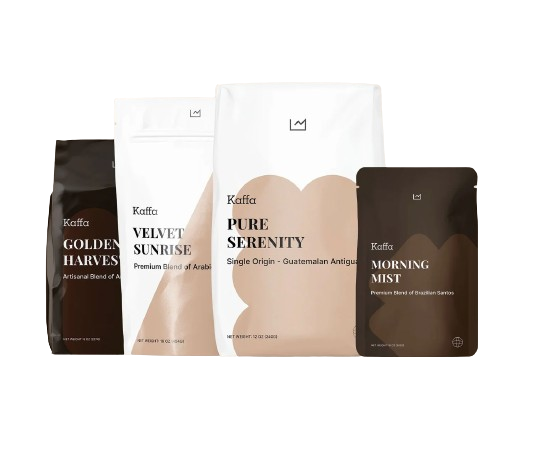 Kaffa
GOLDEN
HARVEST
Artisanal Blend of
Kaffa
VELVET
SUNRISE
Premium Blend of Arabi
Kaffa
PURE
SERENITY
Single Origin - Guatemalan Antigua
NET WEIGHT: 12 OZ (340G)
Kaffa
MORNING
MIST
Premium Blend of Brazilian Santos